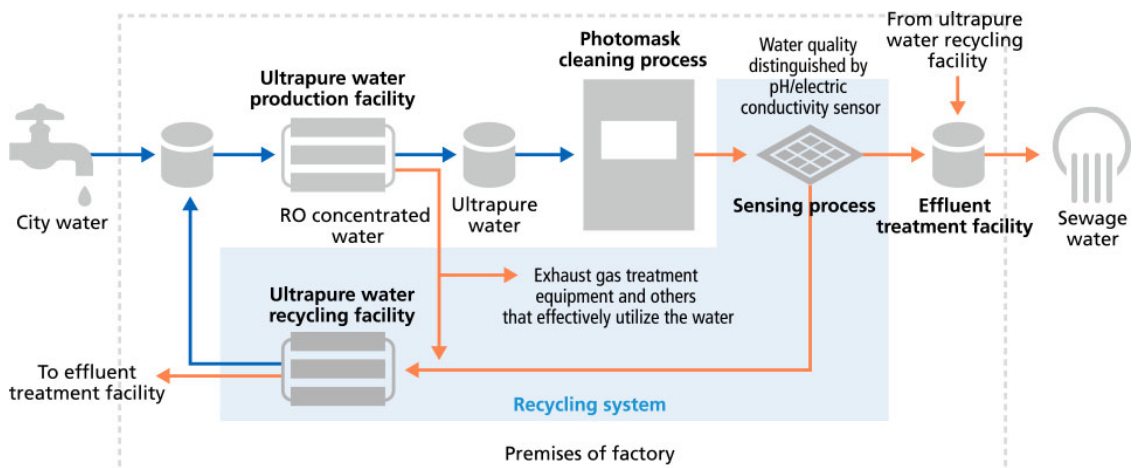 From ultrapure
water recycling
facility
Photomask
cleaning process
Water quality
distinguished by
pH/electric
conductivity sensor
Ultrapure water
production facility
City water
RO concentrated
water
Ultrapure
water
Sensing process
Effluent
treatment facility
Sewage
water
Exhaust gas treatment
equipment and others
that effectively utilize the water
Ultrapure water
recycling facility
To effluent
treatment facility
Recycling system
Premises of factory